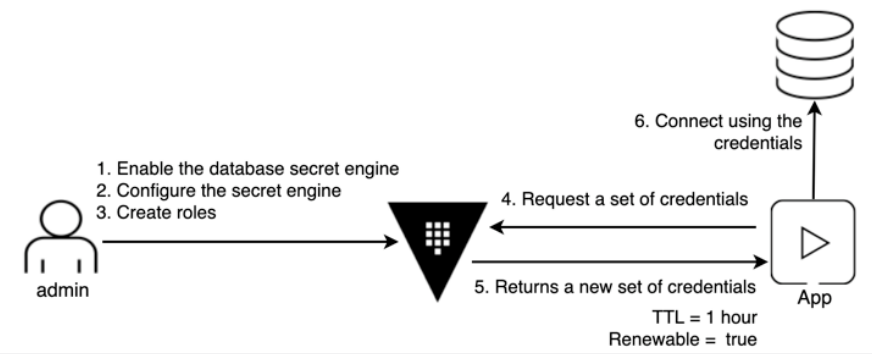 6. Connect using the
credentials
1. Enable the database secret engine
2. Configure the secret engine
3. Create roles
4. Request a set of credentials
5. Returns a new set of credentials
TTL = 1 hour
Renewable = true
admin
App